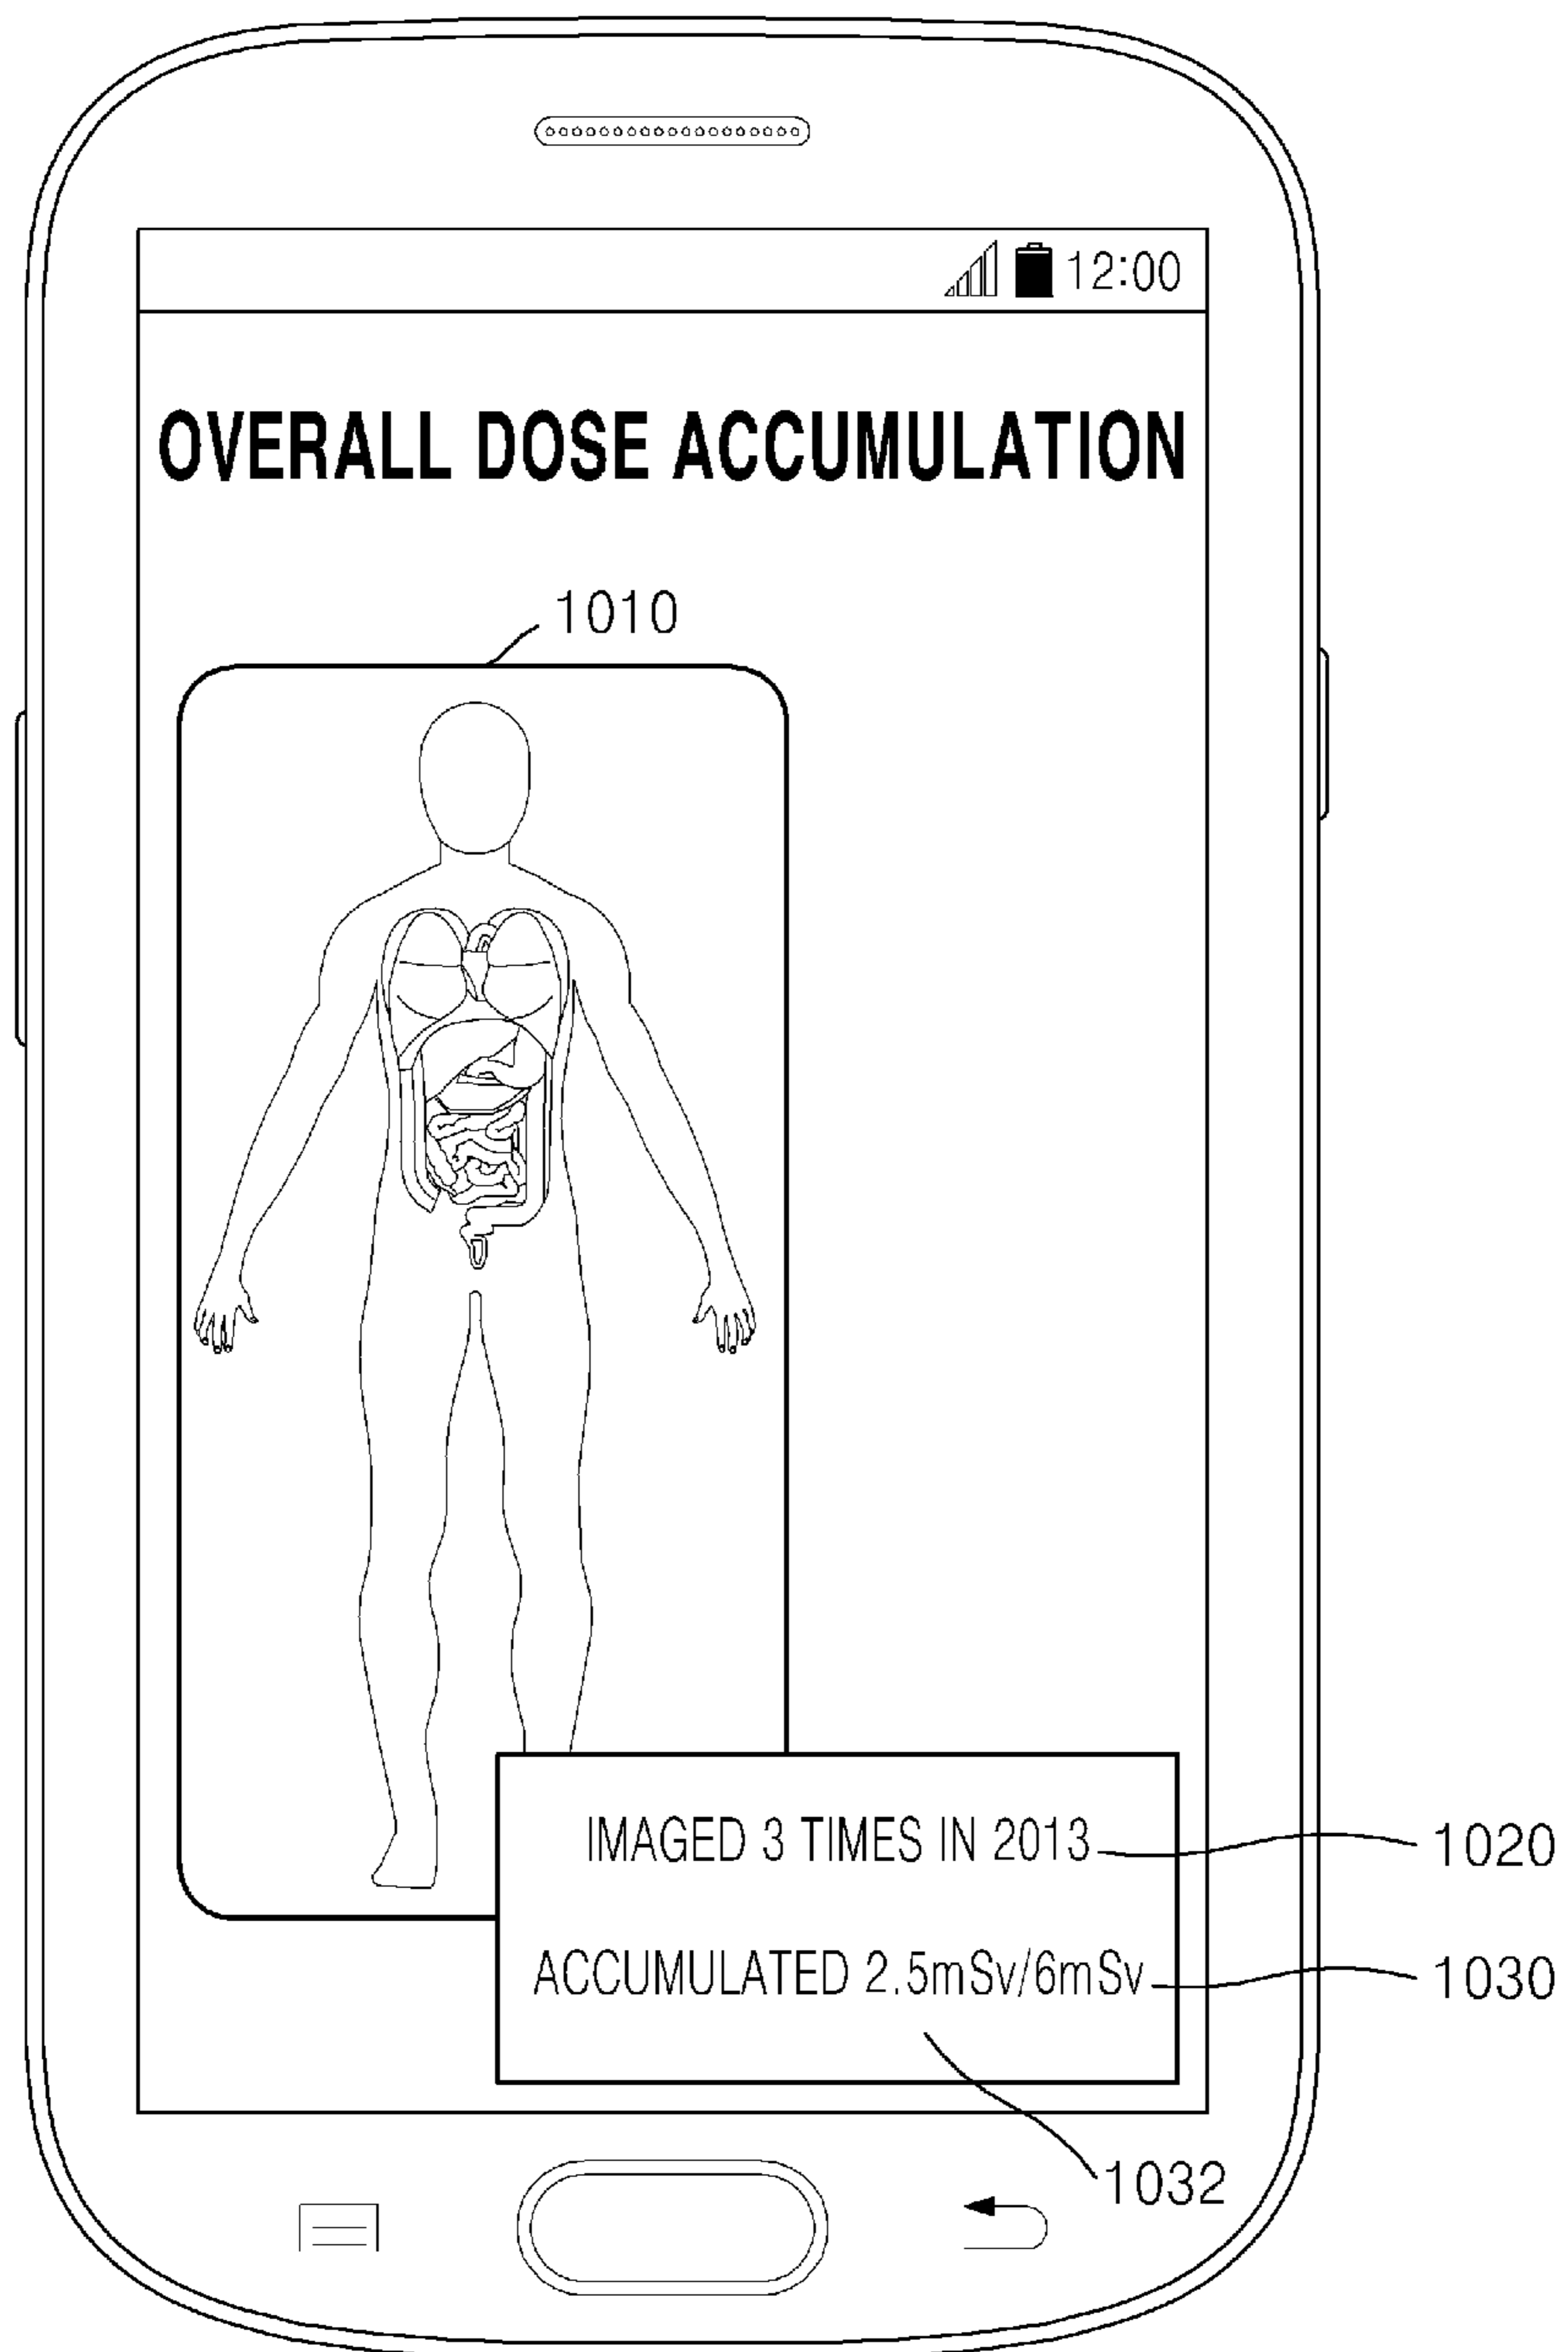 12:00
OVERALL DOSE ACCUMULATION
1010
IMAGED 3 TIMES IN 2013
1020
ACCUMULATED 2.5mSv/6mSv
1030
1032